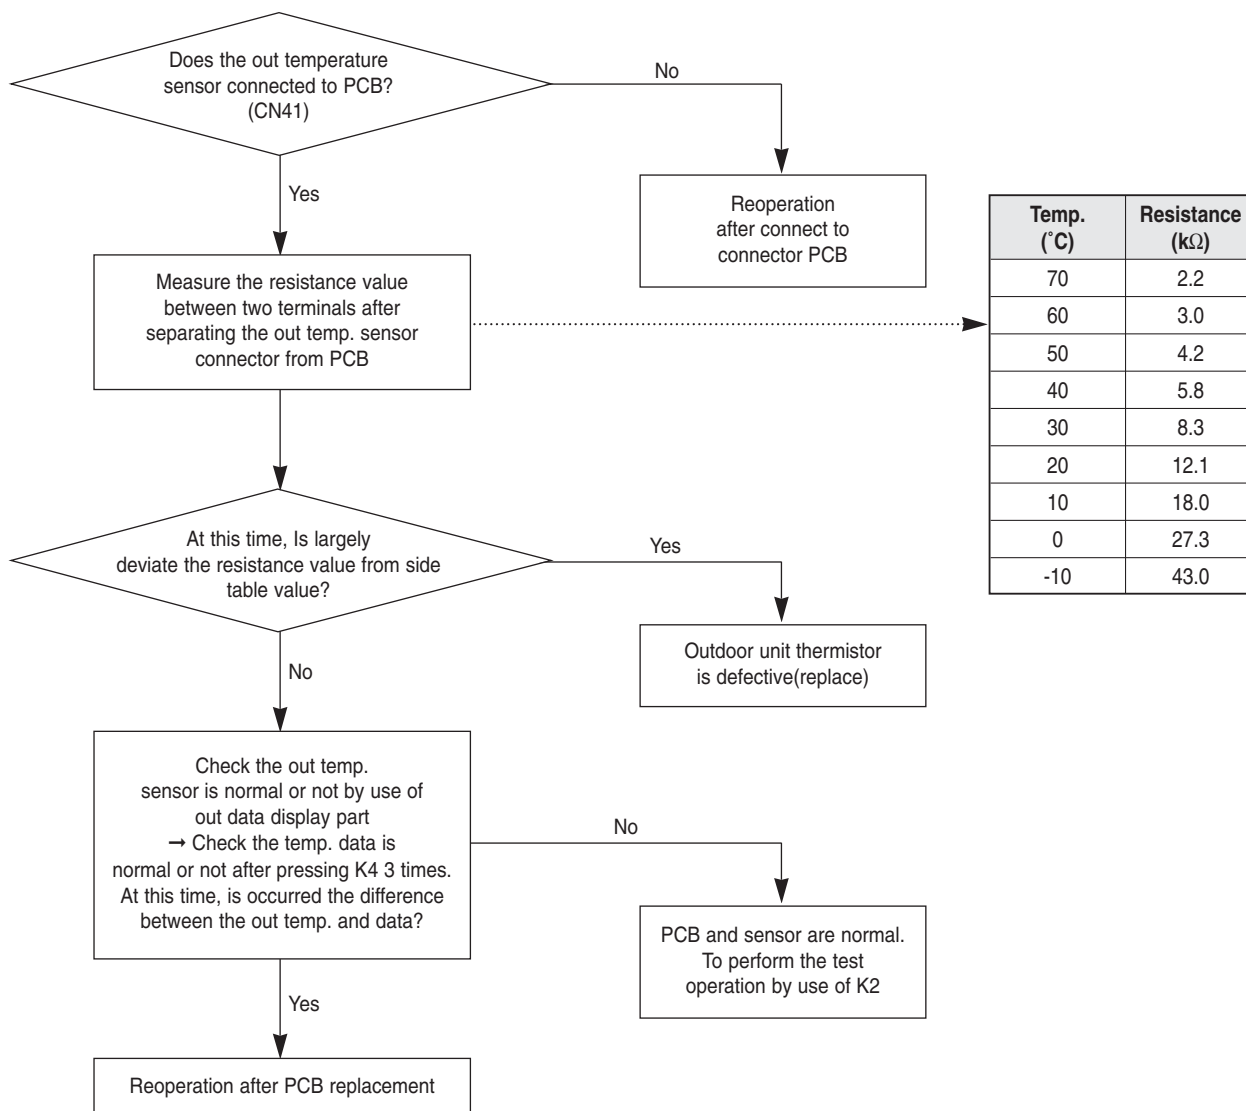 Does the out temperature
sensor connected to PCB?
(CN41)
No
Yes
Reoperation
after connect to
connector PCB
Measure the resistance value
between two terminals after
separating the out temp. sensor
connector from PCB
Temp. Resistance
(˚C) (kΩ)
70 2.2
60 3.0
50 4.2
40 5.8
30 8.3
20 12.1
10 18.0
0 27.3
-10 43.0
At this time, Is largely
deviate the resistance value from side
table value?
Yes
No
Outdoor unit thermistor
is defective(replace)
Check the out temp.
sensor is normal or not by use of
out data display part
➞ Check the temp. data is
normal or not after pressing K4 3 times.
At this time, is occurred the difference
between the out temp. and data?
No
Yes
PCB and sensor are normal.
To perform the test
operation by use of K2
Reoperation after PCB replacement